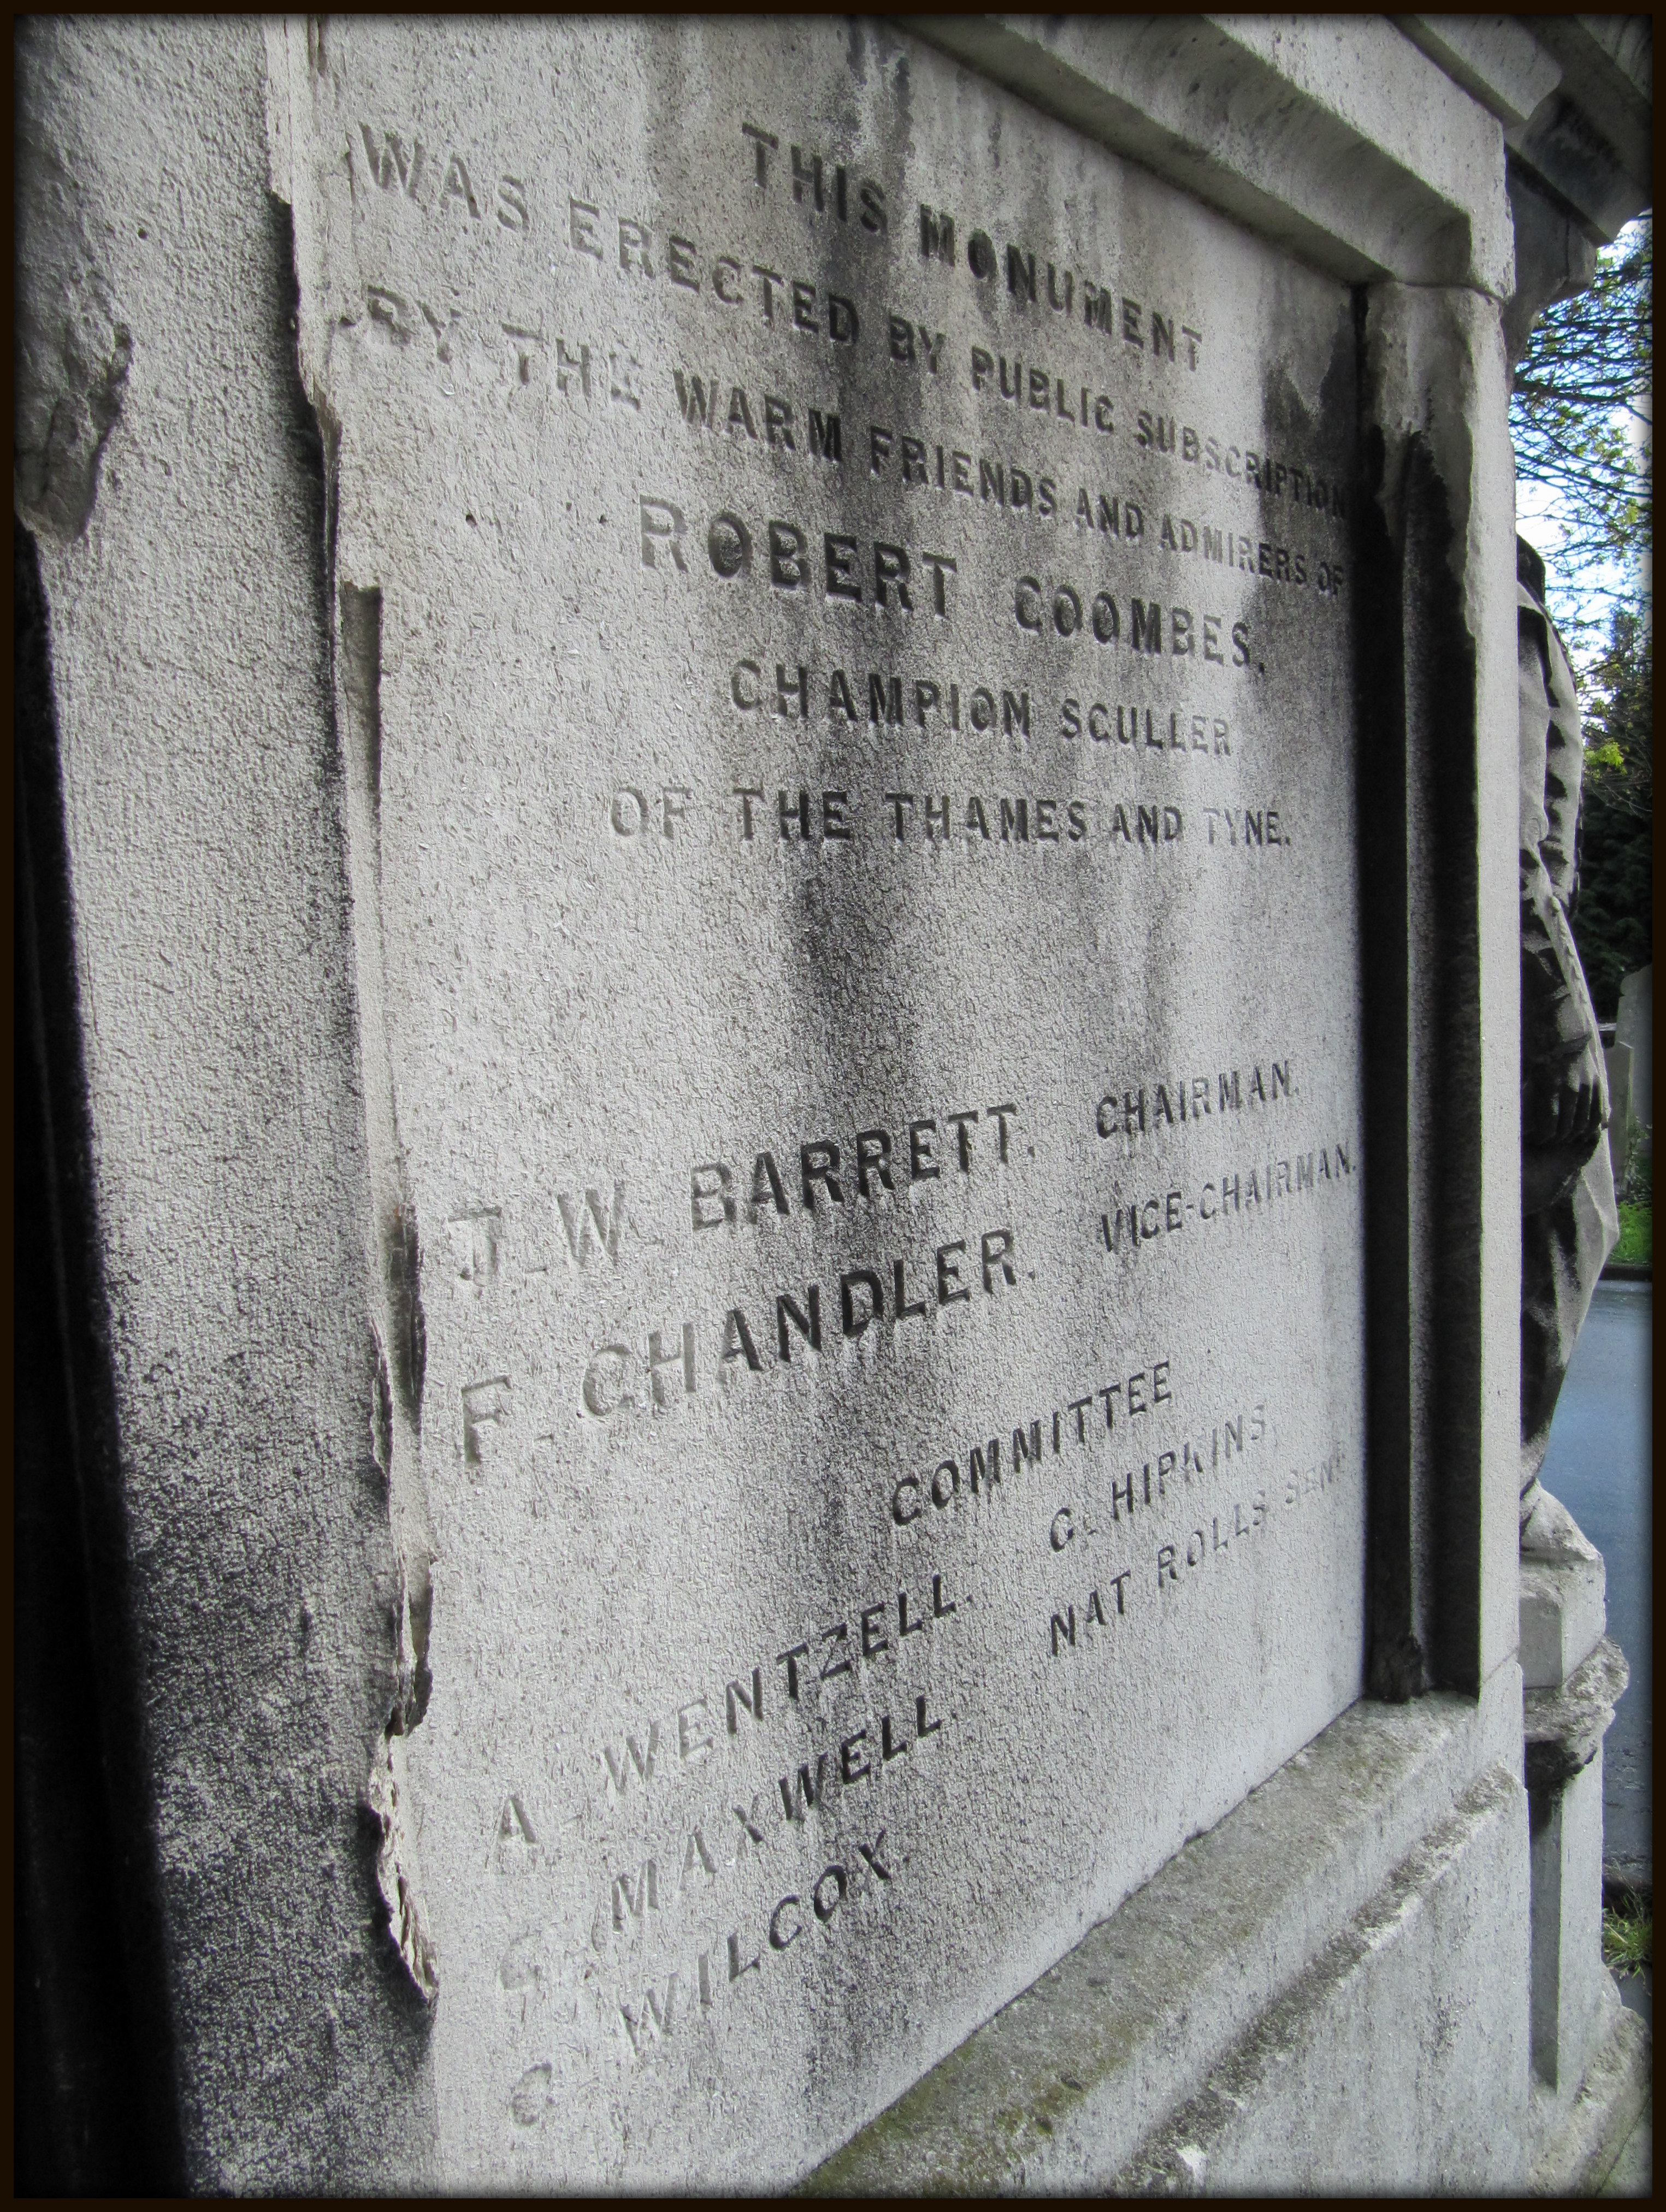 THIS MONUMENT
WAS ERECTED BY PUBLIC SUBSCRIPTION
BY THE WARM FRIENDS AND ADMIRERS OF
ROBERT COOMBES.
CHAMPION SCULLER
OF THE THAMES AND TYNE.
J. W. BARRETT. CHAIRMAN.
F. CHANDLER. VICE-CHAIRMAN.
COMMITTEE
A. WENTZELL. G. HIPKINS.
MAXWELL. NAT ROLLS SENR
C. WILCOX.